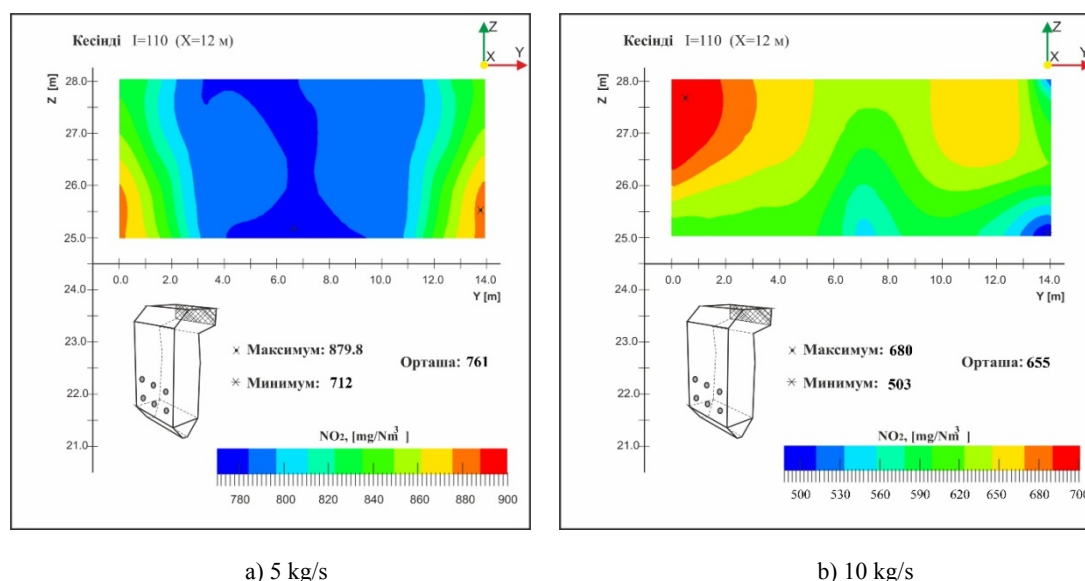 Кесінді I=110 (X=12 м)
Z
X
Y
Z [m]
28.0
27.0
26.0
25.0
0.0 2.0 4.0 6.0 8.0 10.0 12.0 14.0
Y [m]
24.0
23.0
22.0
21.0
Максимум: 879.8
Орташа: 761
Минимум: 712
NO₂, [mg/Nm³ ]
780 800 820 840 860 880 900
a) 5 kg/s
Кесінді I=110 (X=12 м)
Z
X
Y
Z [m]
28.0
27.0
26.0
25.0
0.0 2.0 4.0 6.0 8.0 10.0 12.0 14.0
Y [m]
24.0
23.0
22.0
21.0
Максимум: 680
Орташа: 655
Минимум: 503
NO₂, [mg/Nm³ ]
500 530 560 590 620 650 680 700
b) 10 kg/s